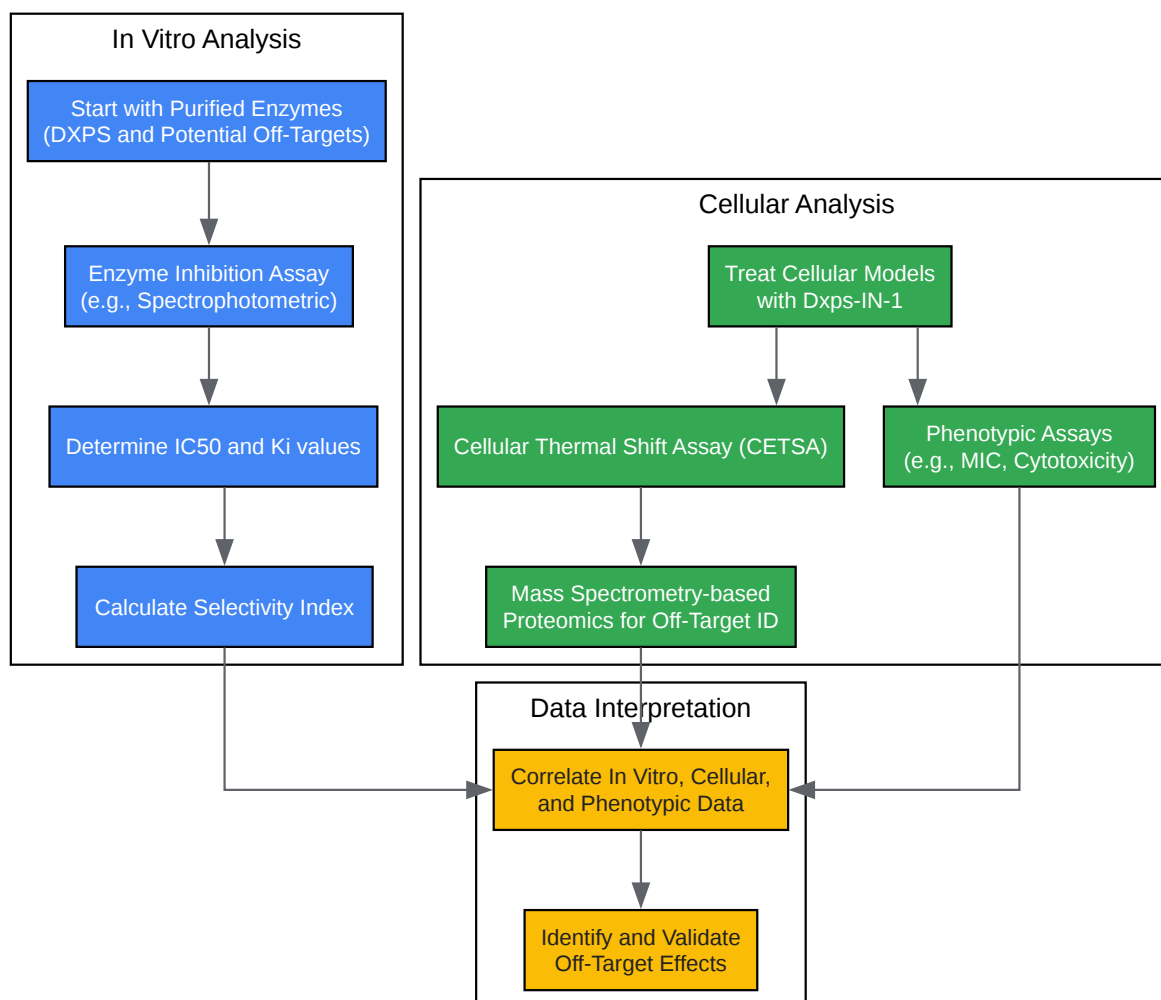 In Vitro Analysis
Start with Purified Enzymes
(DXPS and Potential Off-Targets)
Enzyme Inhibition Assay
(e.g., Spectrophotometric)
Determine IC50 and Ki values
Calculate Selectivity Index
Cellular Analysis
Treat Cellular Models
with Dxps-IN-1
Cellular Thermal Shift Assay (CETSA)
Phenotypic Assays
(e.g., MIC, Cytotoxicity)
Mass Spectrometry-based
Proteomics for Off-Target ID
Data Interpretation
Correlate In Vitro, Cellular,
and Phenotypic Data
Identify and Validate
Off-Target Effects